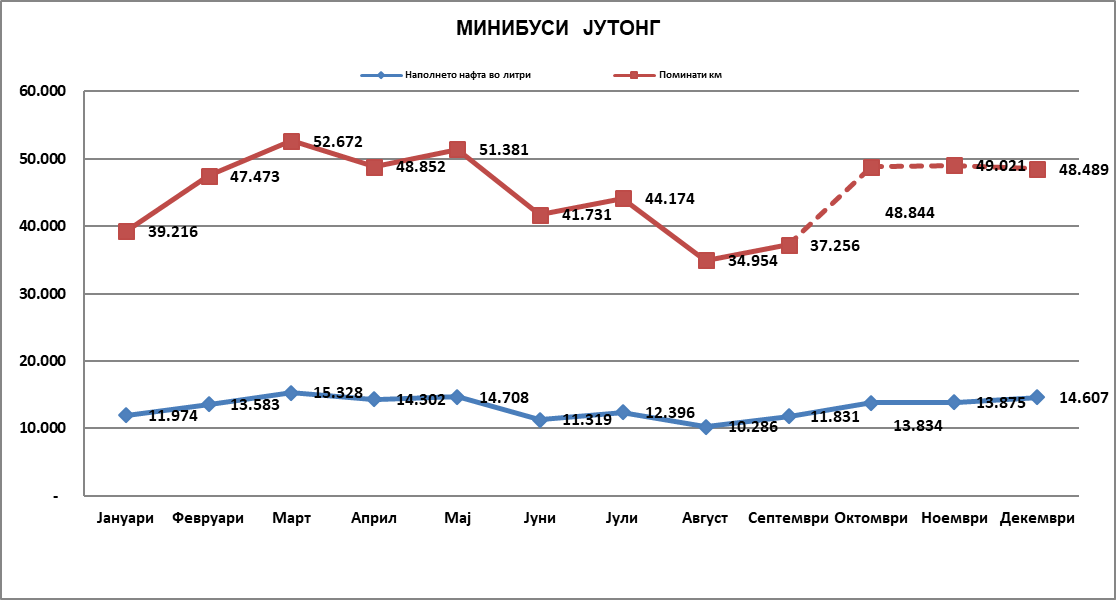 МИНИБУСИ ЈУТОНГ
Наполнето нафта во литри
Поминати км
60.000
50.000
40.000
30.000
20.000
10.000
-
39.216
47.473
52.672
48.852
51.381
41.731
44.174
34.954
37.256
48.844
49.021
48.489
11.974
13.583
15.328
14.302
14.708
11.319
12.396
10.286
11.831
13.834
13.875
14.607
Јануари
Февруари
Март
Април
Мај
Јуни
Јули
Август
Септември
Октомври
Ноември
Декември